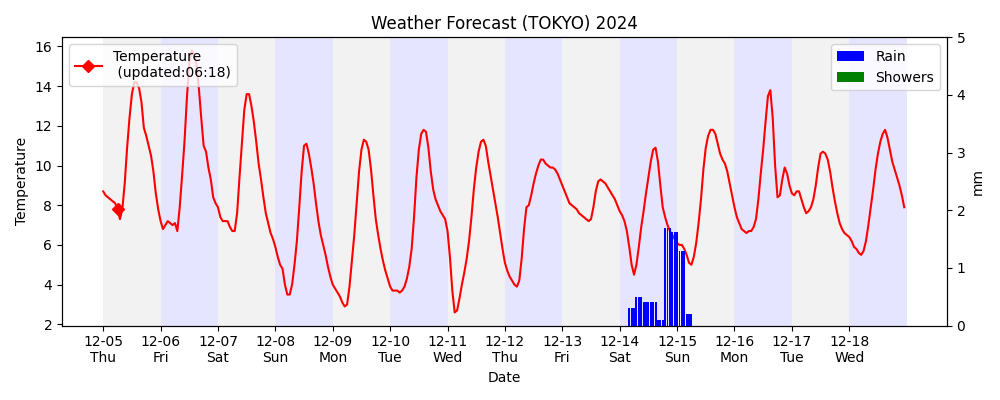 Weather Forecast (TOKYO) 2024
Temperature
(updated:06:18)
Rain
Showers
Temperature
16
14
12
10
8
6
4
2
5
4
3
2
1
0
mm
12-05 12-06 12-07 12-08 12-09 12-10 12-11 12-12 12-13 12-14 12-15 12-16 12-17 12-18
Thu Fri Sat Sun Mon Tue Wed Thu Fri Sat Sun Mon Tue Wed
Date